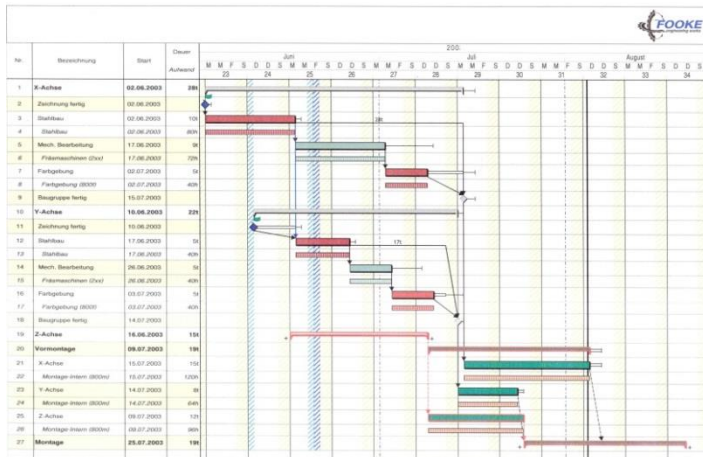 FOOKE
engineering works
200
Nr. Bezeichnung Start Dauer
Aufwand
Juni Juli August
23 24 25 26 27 28 29 30 31 32 33 34
1 X-Achse 02.06.2003
2 Zeichnung fertig 02.06.2003
3 Stahlbau 02.06.2003 10t
4 Stahlbau 02.06.2003 80h
5 Mech. Bearbeitung 17.06.2003 9t
6 Fräsmaschinen (2xx) 17.06.2003 72h
7 Farbgebung 02.07.2003 5t
8 Farbgebung (8000) 02.07.2003 40h
9 Baugruppe fertig 15.07.2003
10 Y-Achse 10.06.2003 22t
11 Zeichnung fertig 10.06.2003
12 Stahlbau 17.06.2003 5t
13 Stahlbau 17.06.2003 40h
17t
14 Mech. Bearbeitung 26.06.2003 5t
15 Fräsmaschinen (2xx) 26.06.2003 40h
16 Farbgebung 03.07.2003 5t
17 Farbgebung (8000) 03.07.2003 40h
18 Baugruppe fertig 14.07.2003
19 Z-Achse 16.06.2003 15t
20 Vormontage 09.07.2003 19t
21 X-Achse 15.07.2003 15t
22 Montage-Intern (800m) 15.07.2003 120h
23 Y-Achse 14.07.2003 8t
24 Montage-Intern (800m) 14.07.2003 64h
25 Z-Achse 09.07.2003 12t
26 Montage-Intern (800m) 09.07.2003 96h
27 Montage 25.07.2003 19t